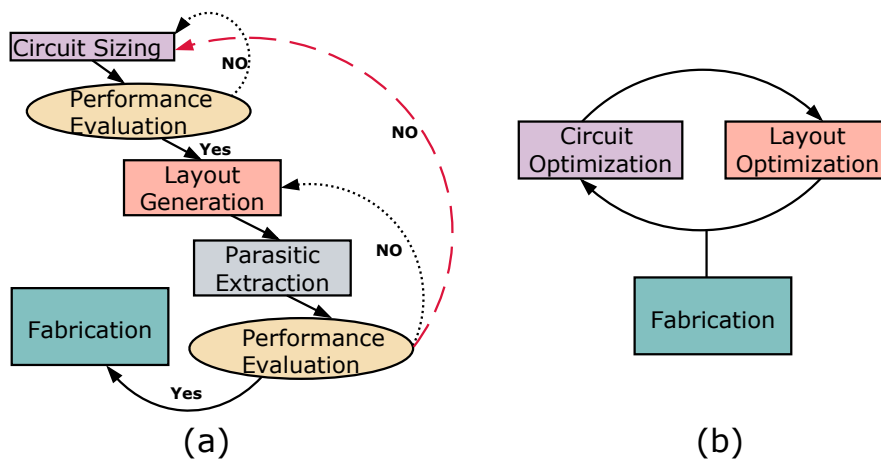 Circuit Sizing
NO
Performance
Evaluation
Yes
Layout
Generation
NO
Parasitic
Extraction
NO
Fabrication
Performance
Evaluation
Yes
(a)
Circuit
Optimization
Layout
Optimization
Fabrication
(b)